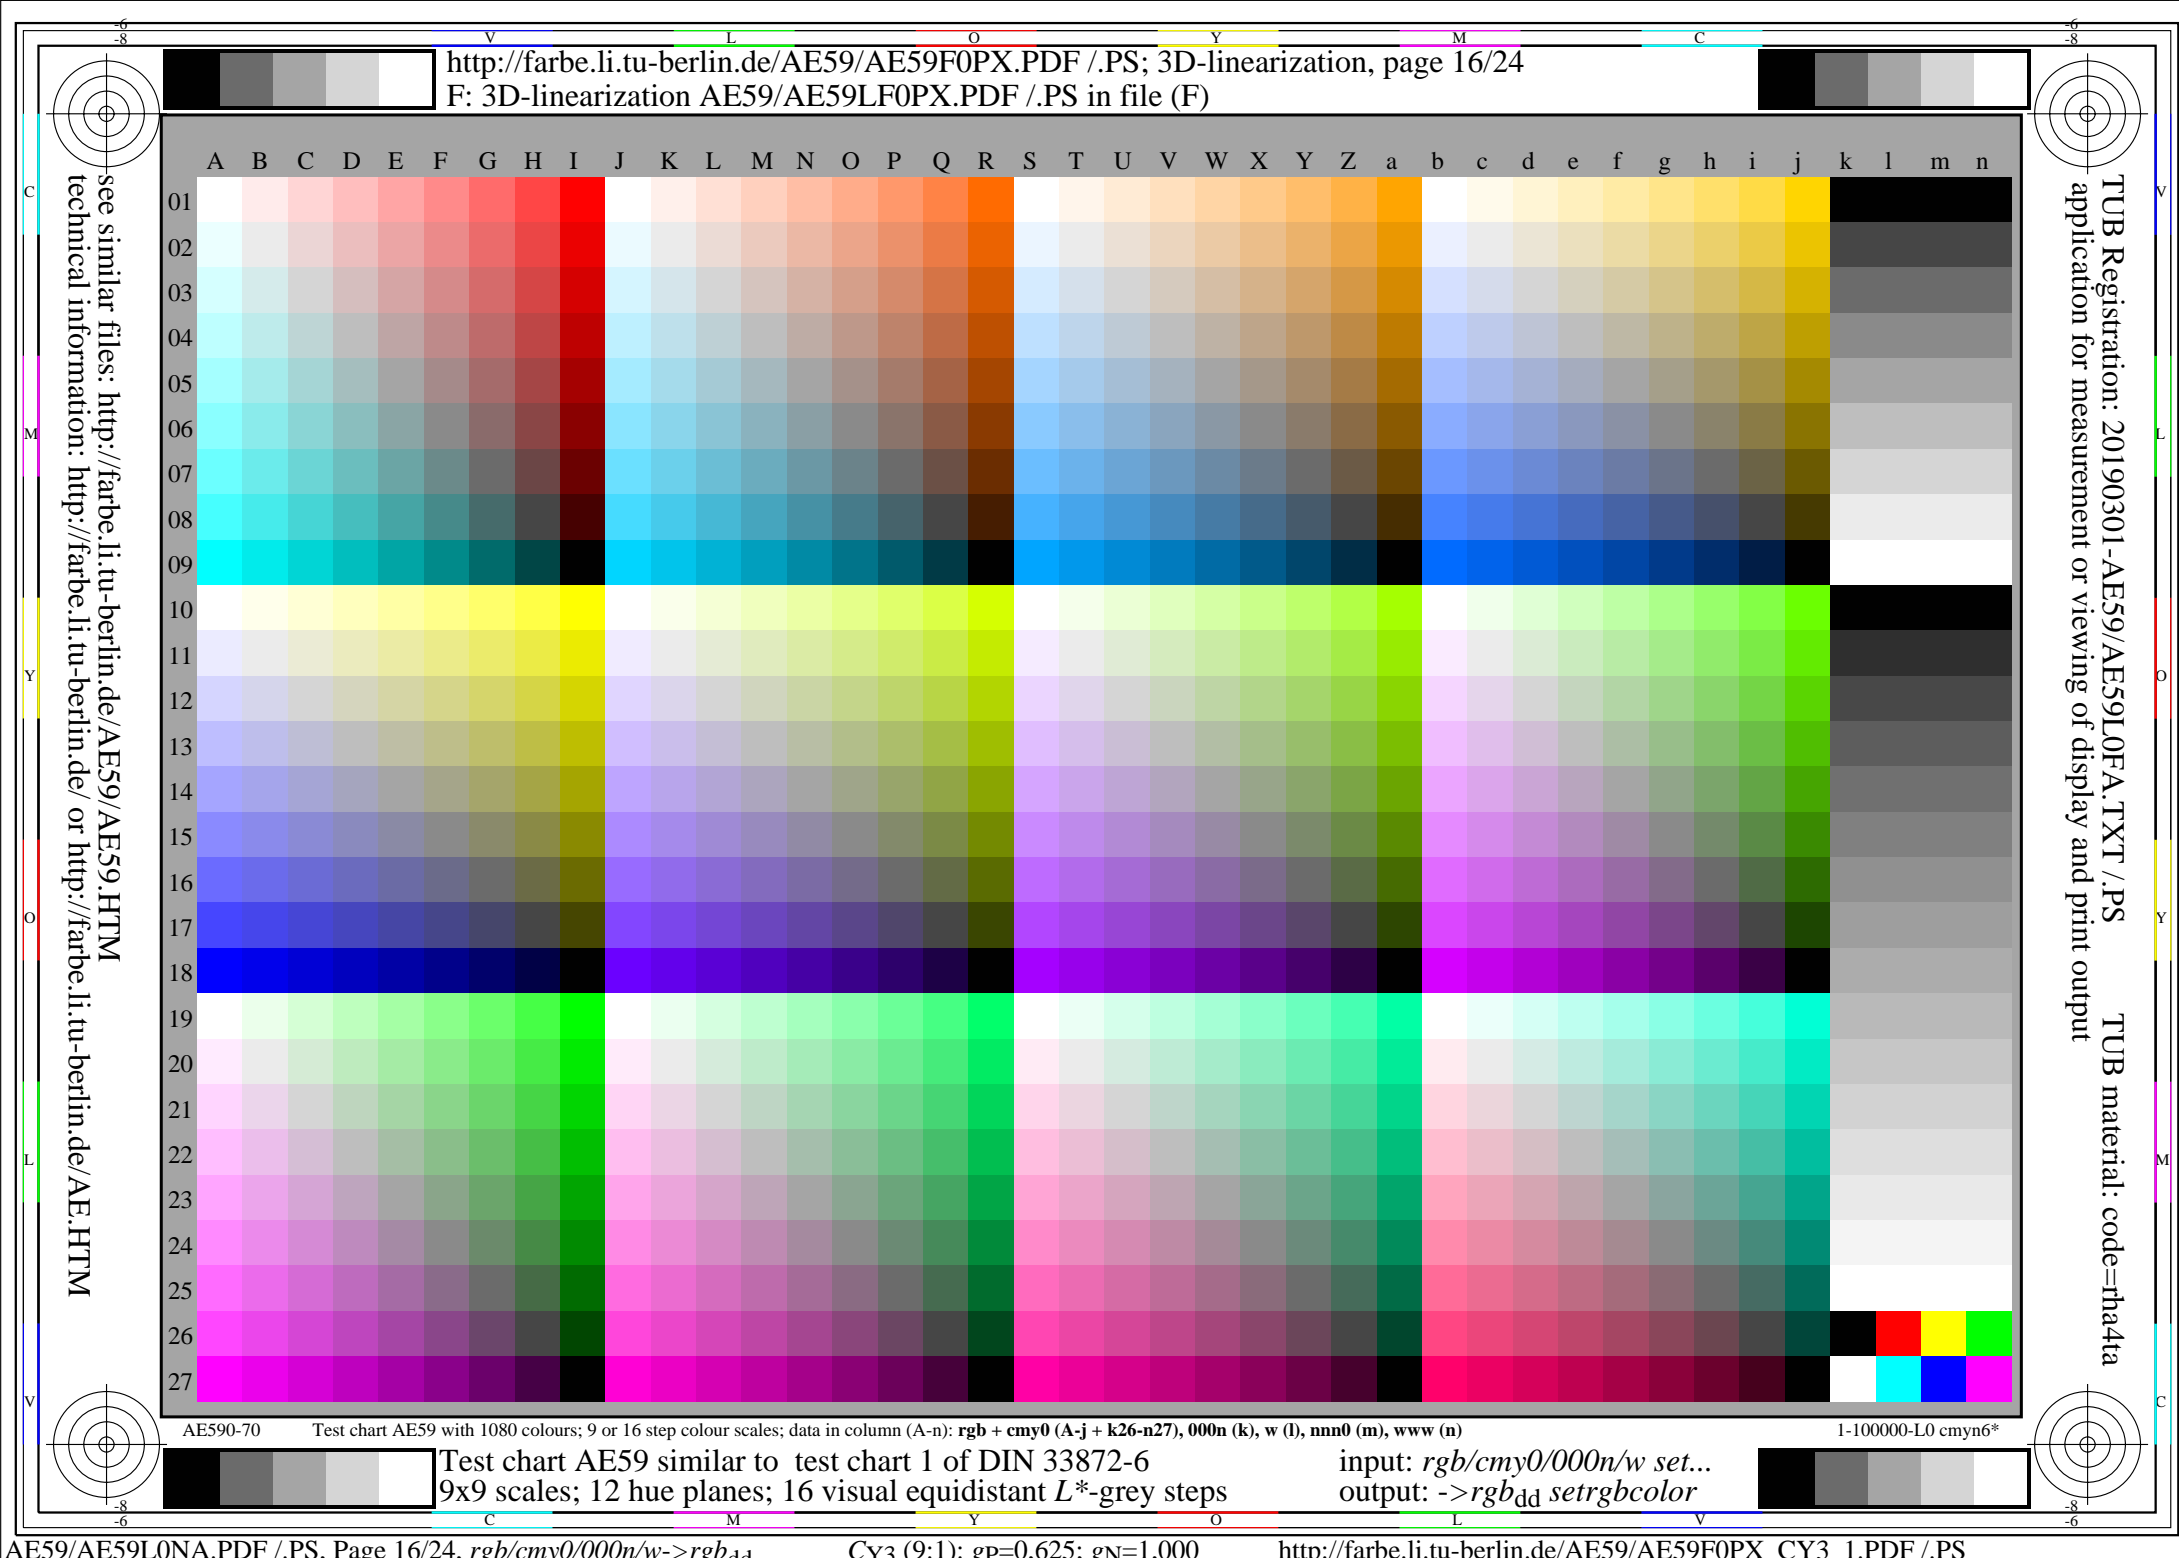 -6 -6
-8 -8
V L O Y M C
http://farbe.li.tu-berlin.de/AE59/AE59F0PX.PDF /.PS; 3D-linearization, page 16/24
F: 3D-linearization AE59/AE59LF0PX.PDF /.PS in file (F)
A B C D E F G H I J K L M N O P Q R S T U V W X Y Z a b c d e f g h i j k l m n
01
02
03
04
05
06
07
08
09
10
11
12
13
14
15
16
17
18
19
20
21
22
23
24
25
26
27
C
M
Y
O
L
V
see similar files: http://farbe.li.tu-berlin.de/AE59/AE59.HTM
technical information: http://farbe.li.tu-berlin.de/ or http://farbe.li.tu-berlin.de/AE.HTM
V
L
O
Y
M
C
TUB Registration: 20190301-AE59/AE59L0FA.TXT /.PS TUB material: code=rha4ta
application for measurement or viewing of display and print output
AE590-70 Test chart AE59 with 1080 colours; 9 or 16 step colour scales; data in column (A-n): rgb + cmy0 (A-j + k26-n27), 000n (k), w (l), nnn0 (m), www (n) 1-100000-L0 cmyn6*
Test chart AE59 similar to test chart 1 of DIN 33872-6 input: rgb/cmy0/000n/w set...
9x9 scales; 12 hue planes; 16 visual equidistant L*-grey steps output: ->rgbdd setrgbcolor
-8 -8
-6 -6
C M Y O L V
AE59/AE59L0NA.PDF /.PS, Page 16/24, rgb/cmy0/000n/w->rgbdd CY3 (9:1): gP=0.625; gN=1.000 http://farbe.li.tu-berlin.de/AE59/AE59F0PX_CY3_1.PDF /.PS